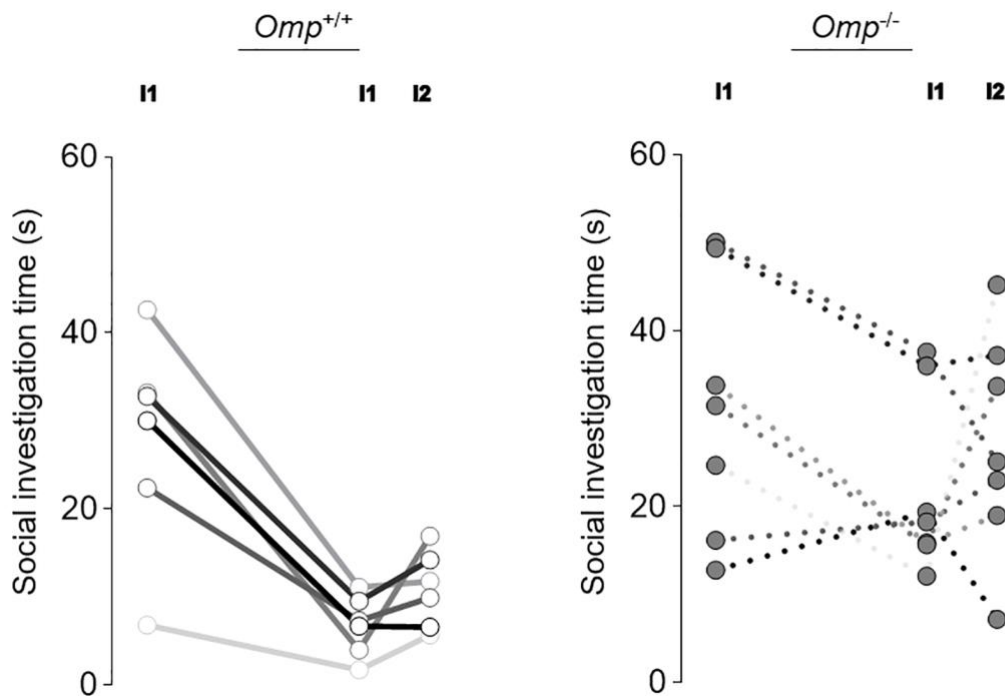 Omp+/+
I1 I1 I2
Social investigation time (s)
60
40
20
0
Omp-/-
I1 I1 I2
Social investigation time (s)
60
40
20
0